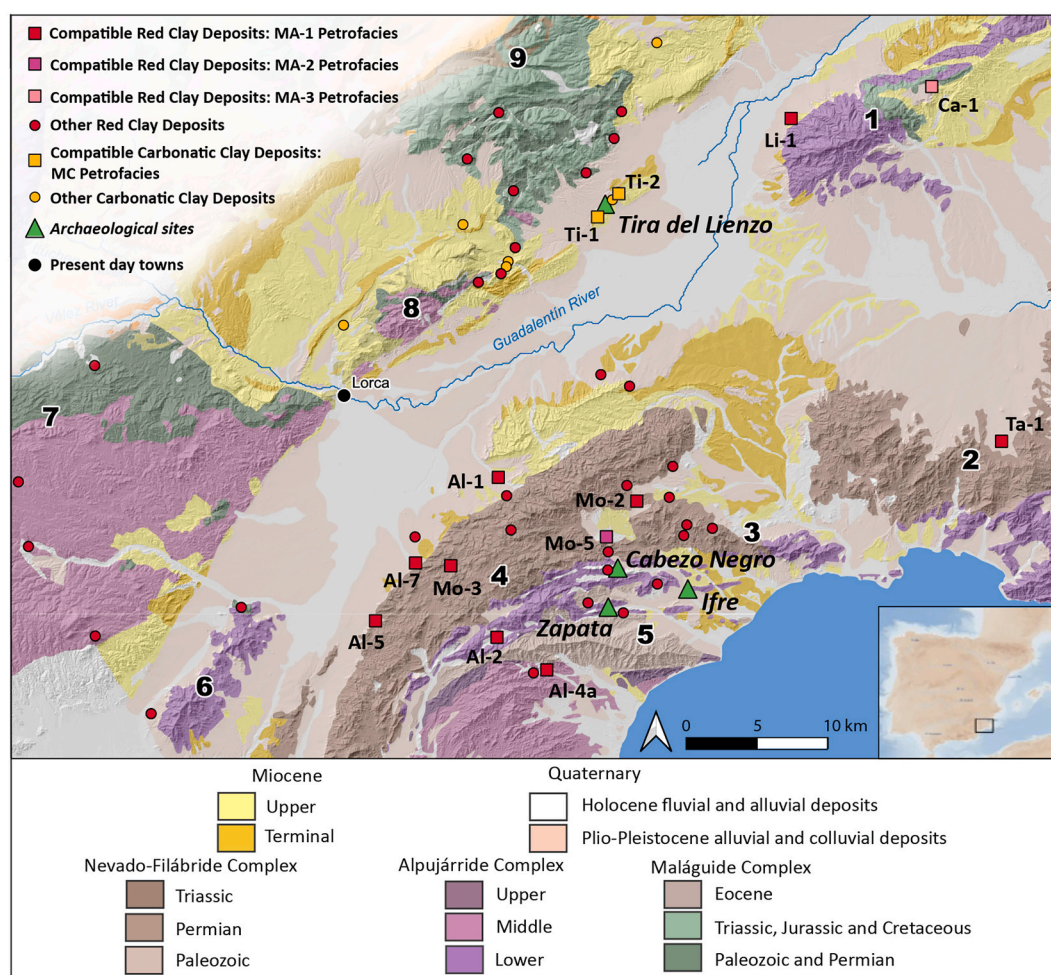 Compatible Red Clay Deposits: MA-1 Petrofacies
Compatible Red Clay Deposits: MA-2 Petrofacies
Compatible Red Clay Deposits: MA-3 Petrofacies
Other Red Clay Deposits
Compatible Carbonatic Clay Deposits:
MC Petrofacies
Other Carbonatic Clay Deposits
Archaeological sites
Present day towns
9
1
Ca-1
Li-1
Ti-2
Tira del Lienzo
Ti-1
Vélez River
8
Guadalentín River
Lorca
7
Ta-1
2
Al-1
Mo-2
Mo-5
3
Cabezo Negro
Al-7
Mo-3
4
Ifre
Al-5
Zapata
Al-2
5
6
Al-4a
0 5 10 km
Miocene
Upper
Terminal
Quaternary
Holocene fluvial and alluvial deposits
Plio-Pleistocene alluvial and colluvial deposits
Nevado-Filábride Complex
Triassic
Permian
Paleozoic
Alpujárride Complex
Upper
Middle
Lower
Maláguide Complex
Eocene
Triassic, Jurassic and Cretaceous
Paleozoic and Permian